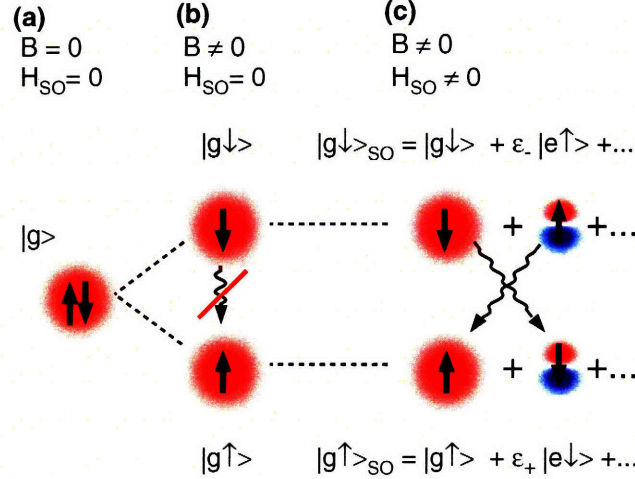 (a)
B = 0
H_SO = 0
(b)
B ≠ 0
H_SO = 0
(c)
B ≠ 0
H_SO ≠ 0
|g↓>
|g↓>_SO = |g↓> + ε_- |e↑> +...
|g>
+ +...
+ +...
|g↑>
|g↑>_SO = |g↑> + ε_+ |e↓> +...